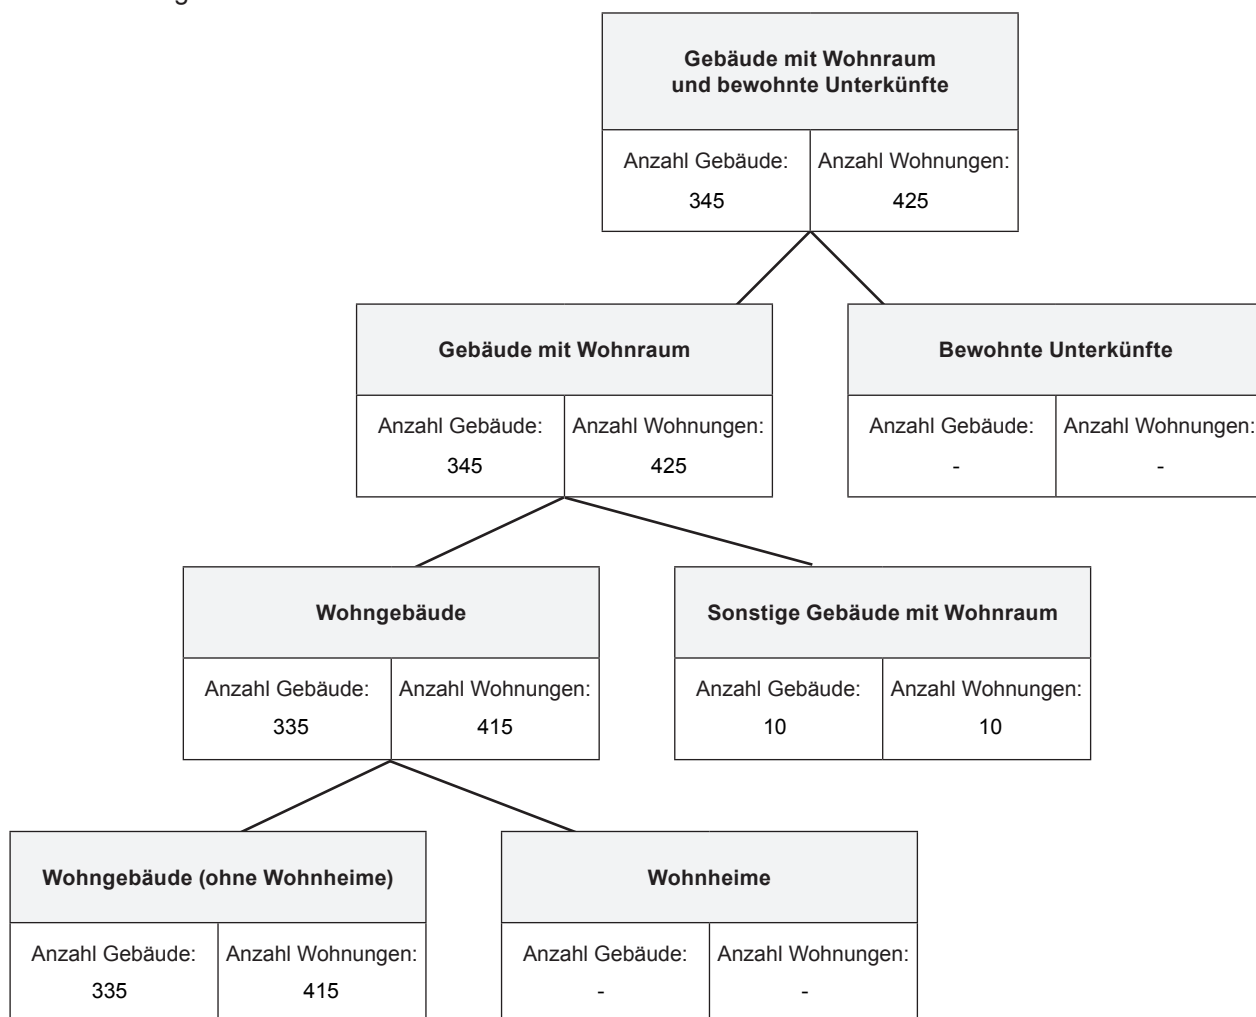 Gebäude mit Wohnraum
und bewohnte Unterkünfte
Anzahl Gebäude: Anzahl Wohnungen:
345 425
Gebäude mit Wohnraum
Bewohnte Unterkünfte
Anzahl Gebäude: Anzahl Wohnungen:
345 425
Anzahl Gebäude: Anzahl Wohnungen:
- -
Wohngebäude
Sonstige Gebäude mit Wohnraum
Anzahl Gebäude: Anzahl Wohnungen:
335 415
Anzahl Gebäude: Anzahl Wohnungen:
10 10
Wohngebäude (ohne Wohnheime)
Wohnheime
Anzahl Gebäude: Anzahl Wohnungen:
335 415
Anzahl Gebäude: Anzahl Wohnungen:
- -